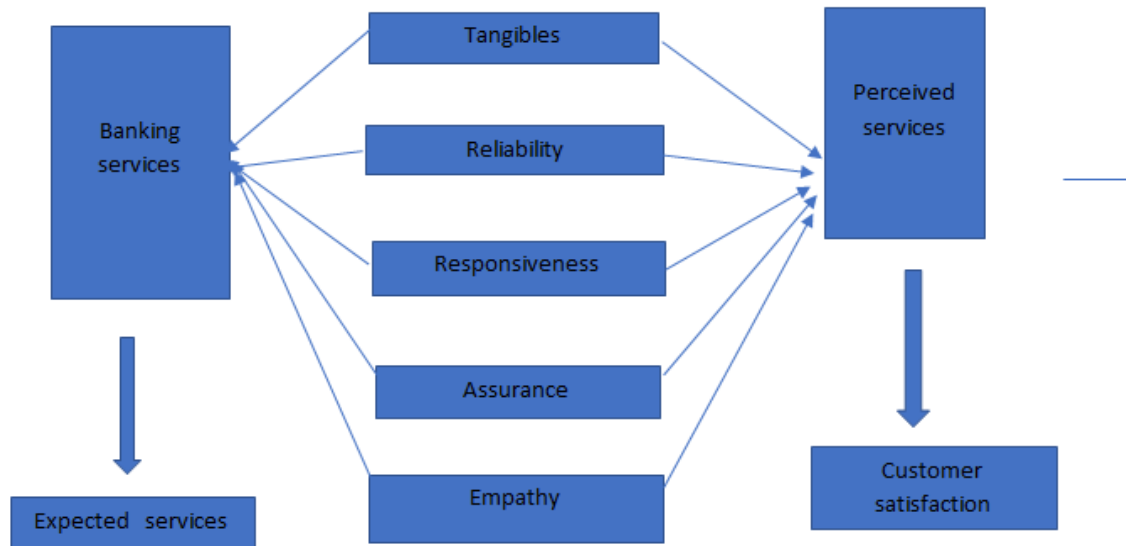 Tangibles
Banking
services
Perceived
services
Reliability
Responsiveness
Assurance
Empathy
Expected services
Customer
satisfaction